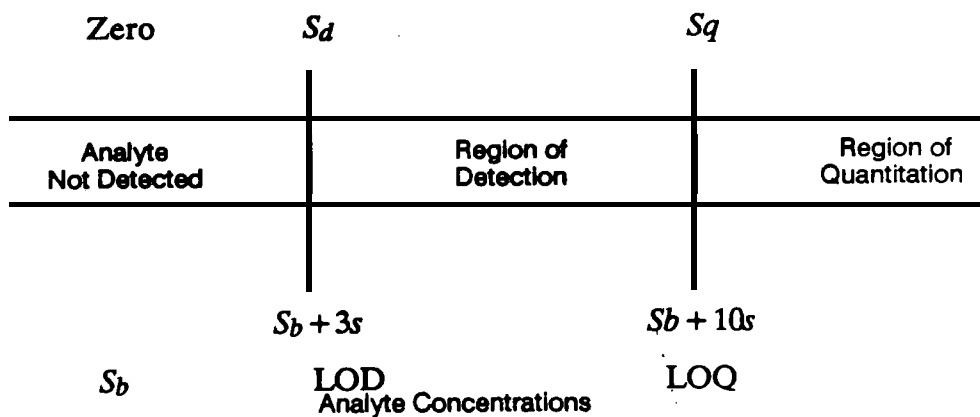 Zero Sd Sq
Analyte
Not Detected
Region of
Detection
Region of
Quantitation
Sb + 3s Sb + 10s
Sb LOD LOQ
Analyte Concentrations